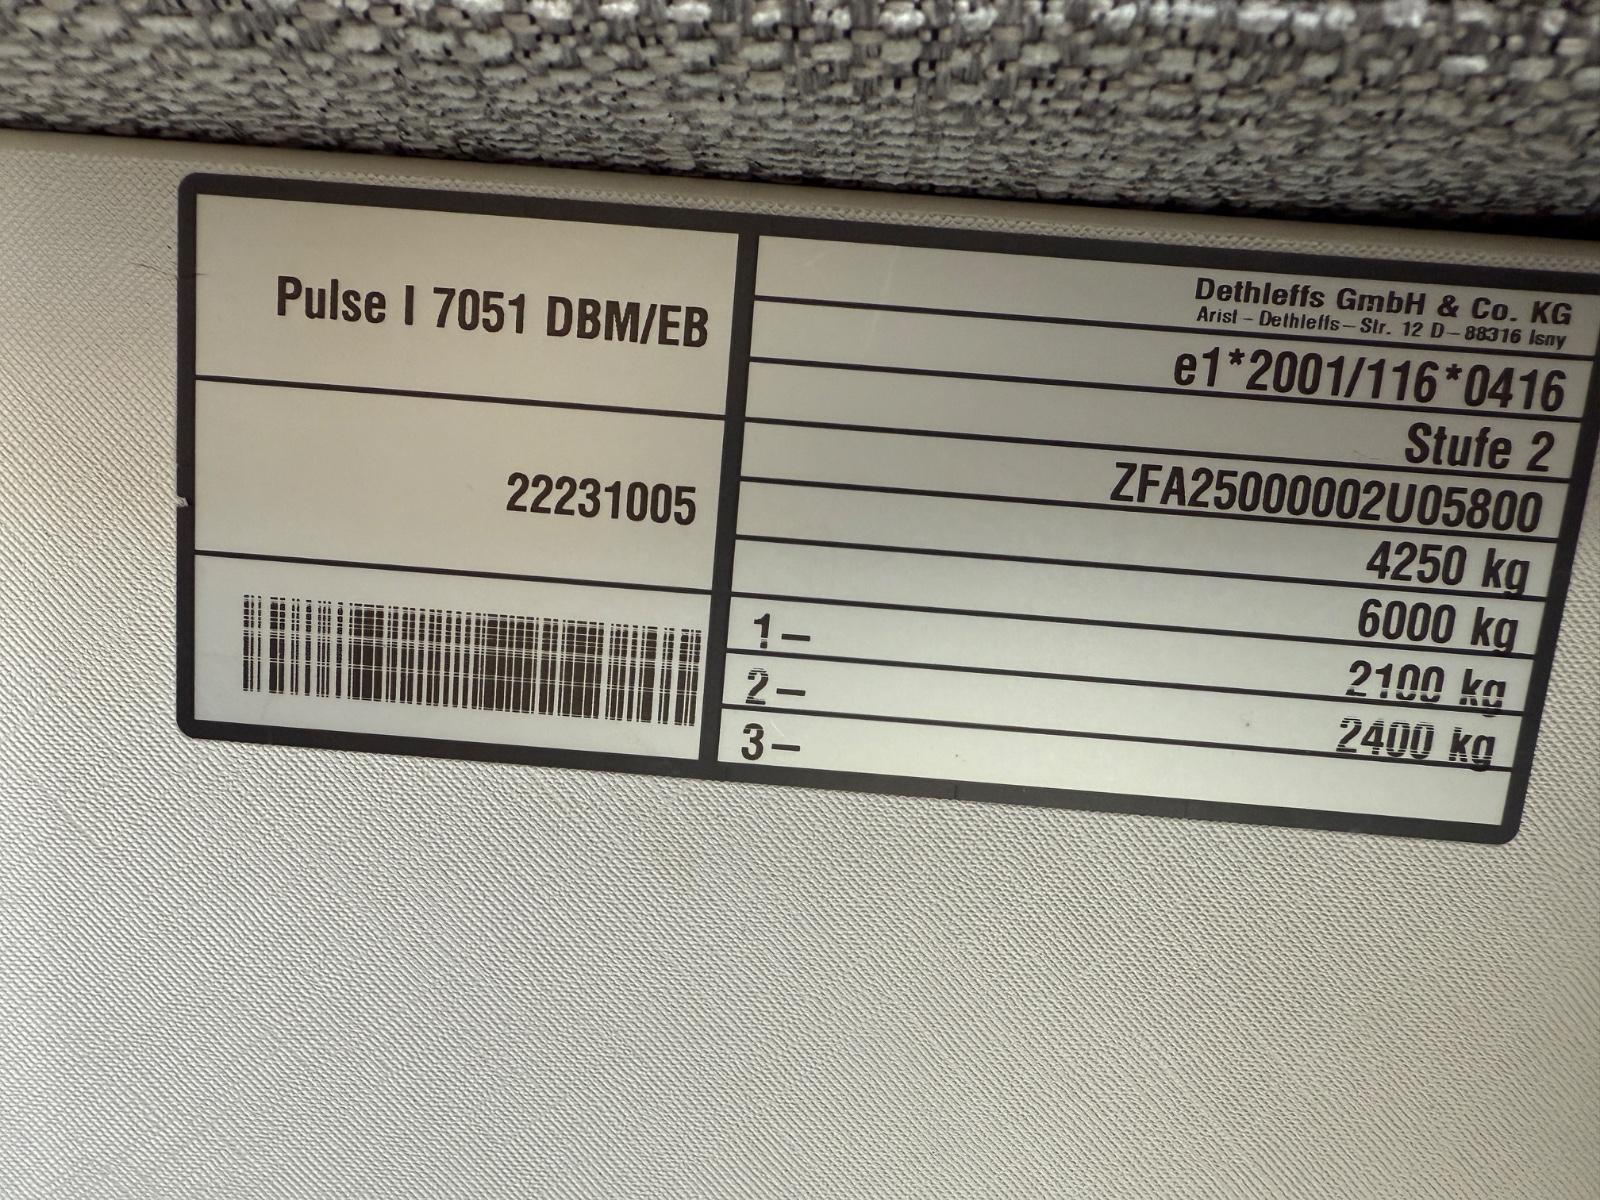 Pulse I 7051 DBM/EB
22231005
Dethleffs GmbH & Co. KG
Arist - Dethleffs - Str. 12 D - 88316 Isny
e1*2001/116*0416
Stufe 2
ZFA25000002U05800
4250 kg
6000 kg
1- 2100 kg
2- 2400 kg
3-